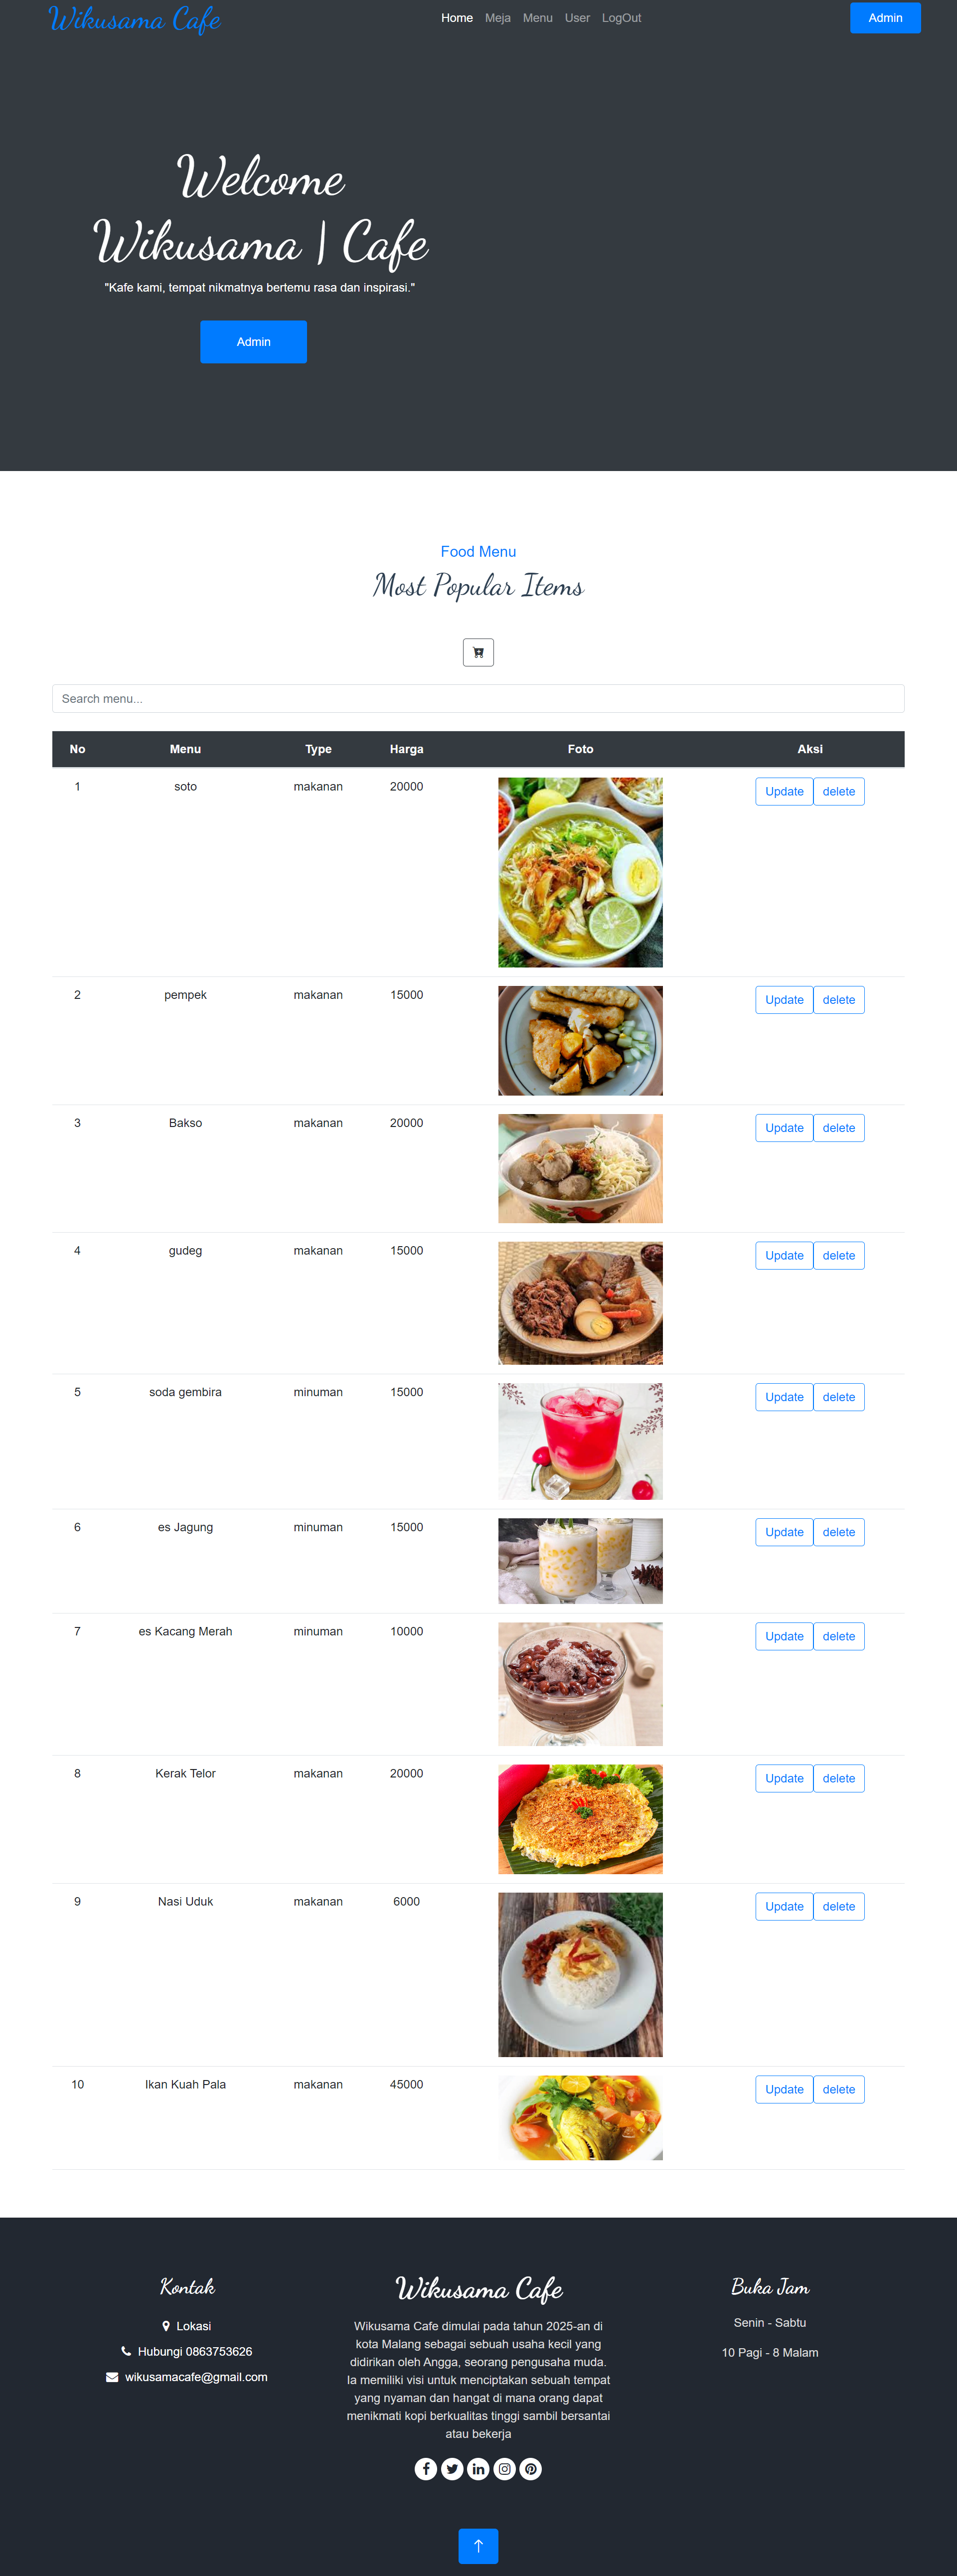 Wikusama Cafe
Home Meja Menu User LogOut
Admin
Welcome
Wikusama | Cafe
"Kafe kami, tempat nikmatnya bertemu rasa dan inspirasi."
Admin
Food Menu
Most Popular Items
Search menu...
No Menu Type Harga Foto Aksi
1 soto makanan 20000 Update delete
2 pempek makanan 15000 Update delete
3 Bakso makanan 20000 Update delete
4 gudeg makanan 15000 Update delete
5 soda gembira minuman 15000 Update delete
6 es Jagung minuman 15000 Update delete
7 es Kacang Merah minuman 10000 Update delete
8 Kerak Telor makanan 20000 Update delete
9 Nasi Uduk makanan 6000 Update delete
10 Ikan Kuah Pala makanan 45000 Update delete
Kontak
Lokasi
Hubungi 0863753626
wikusamacafe@gmail.com
Wikusama Cafe
Wikusama Cafe dimulai pada tahun 2025-an di
kota Malang sebagai sebuah usaha kecil yang
didirikan oleh Angga, seorang pengusaha muda.
Ia memiliki visi untuk menciptakan sebuah tempat
yang nyaman dan hangat di mana orang dapat
menikmati kopi berkualitas tinggi sambil bersantai
atau bekerja
Buka Jam
Senin - Sabtu
10 Pagi - 8 Malam